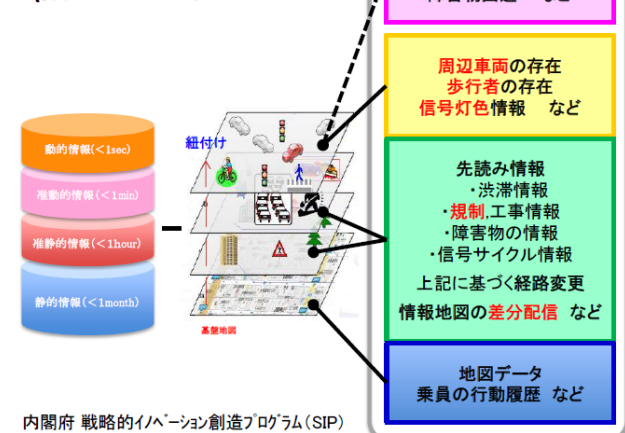 周辺車両の存在
歩行者の存在
信号灯色情報 など
動的情報(<1sec)
准動的情報(<1min)
准静的情報(<1hour)
静的情報(<1month)
紐付け
基盤地図
先読み情報
・渋滞情報
・規制,工事情報
・障害物の情報
・信号サイクル情報
上記に基づく経路変更
情報地図の差分配信 など
地図データ
乗員の行動履歴 など
内閣府 戦略的イノベーション創造プログラム(SIP)